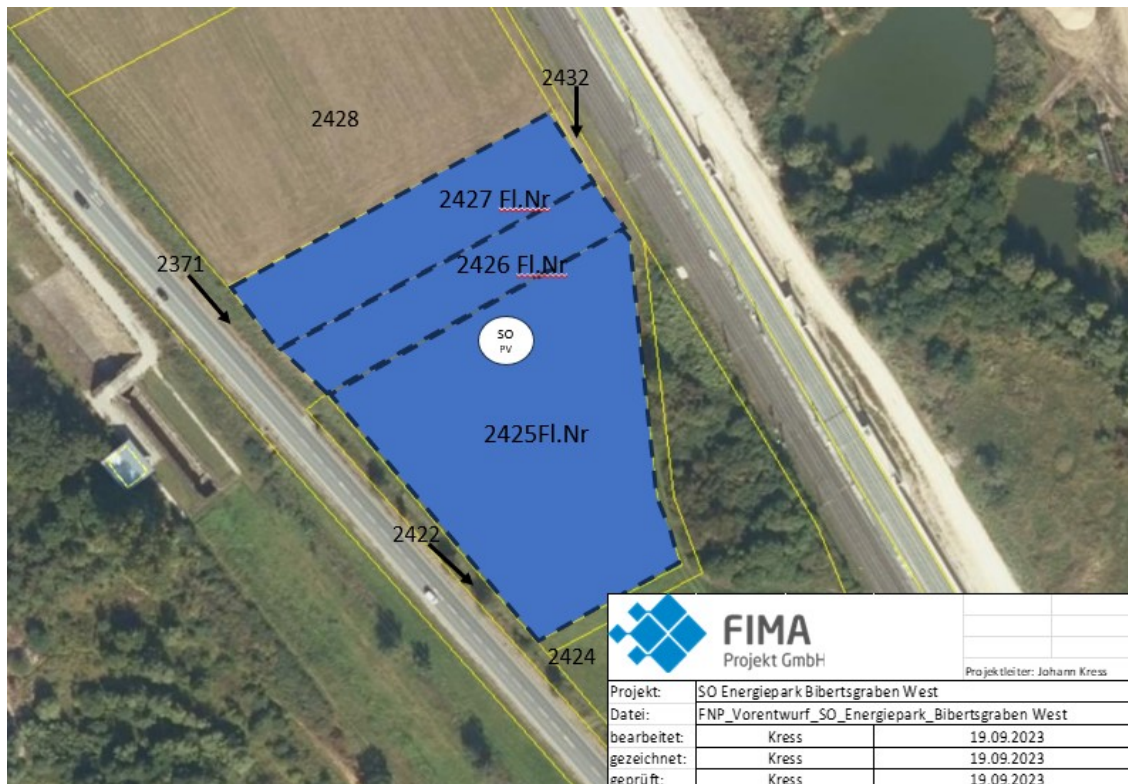 2432
2428
2427 Fl.Nr
2371
2426 Fl.Nr
SO
PV
2425Fl.Nr
2422
2424
FIMA
Projekt GmbH
Projektleiter: Johann Kress
Projekt: SO Energiepark Bibertsgraben West
Datei: FNP_Vorentwurf_SO_Energiepark_Bibertsgraben West
bearbeitet: Kress 19.09.2023
gezeichnet: Kress 19.09.2023
geprüft: Kress 19.09.2023